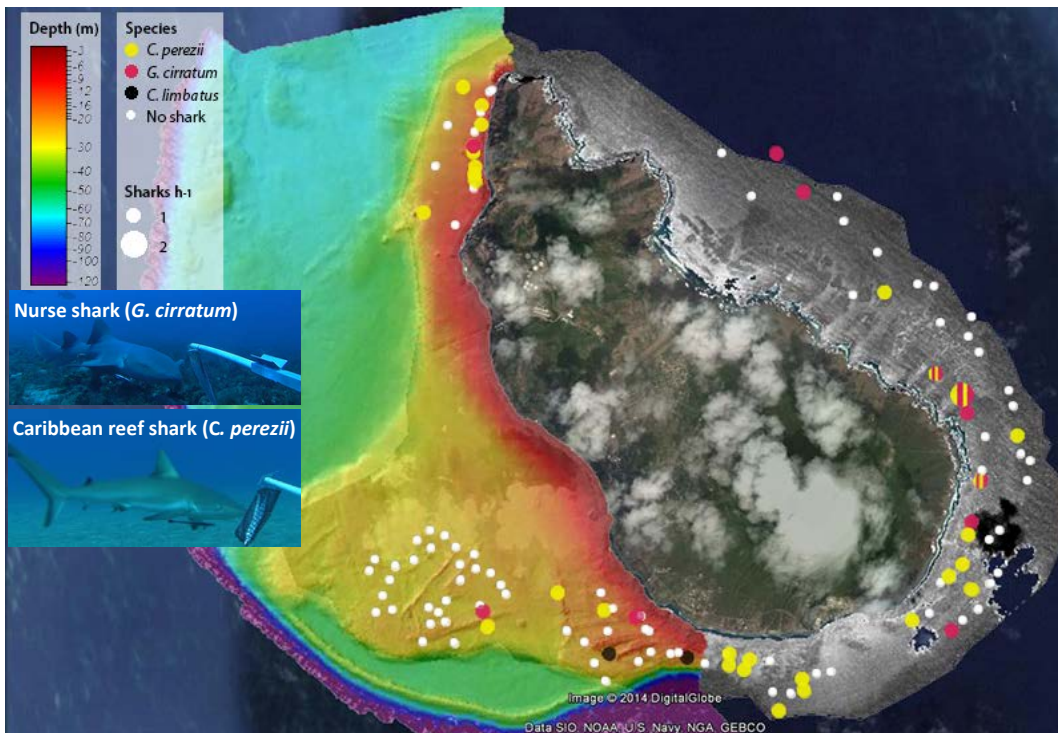 Depth (m)
-3
-6
-9
-12
-16
-20
-30
-40
-50
-60
-70
-80
-90
-100
-120
Species
C. perezii
G. cirratum
C. limbatus
No shark
Sharks h-1
1
2
Nurse shark (G. cirratum)
Caribbean reef shark (C. perezii)
Image © 2014 DigitalGlobe
Data SIO, NOAA, U.S. Navy, NGA, GEBCO